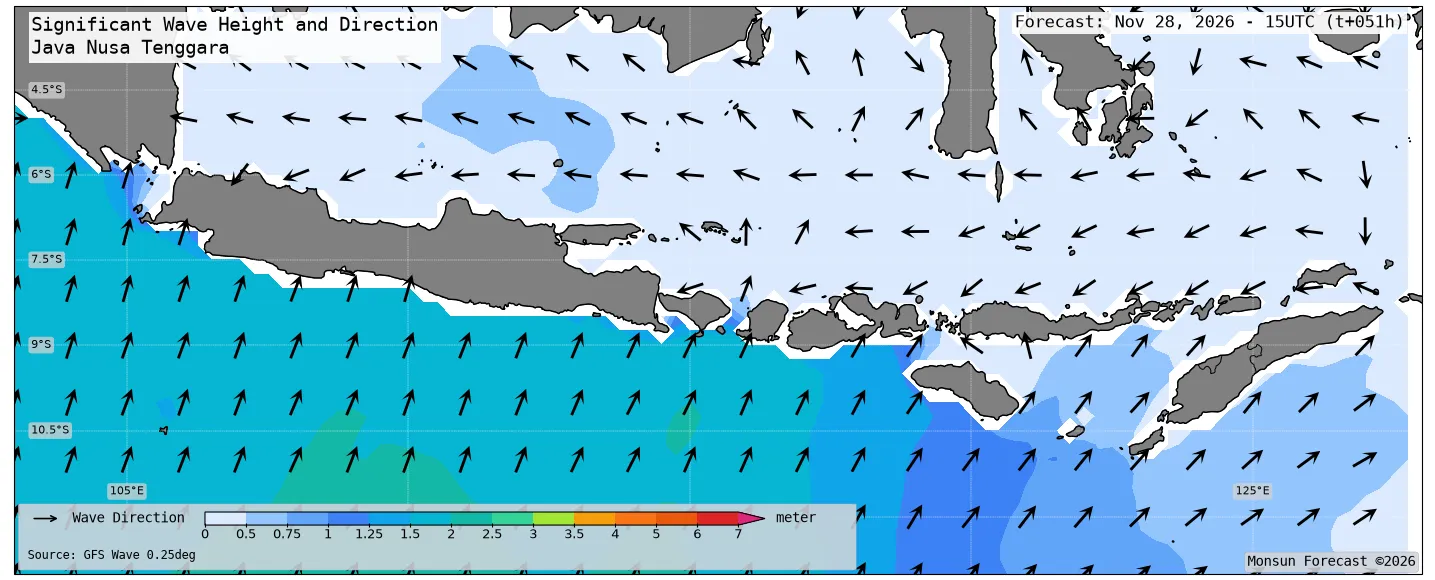 Significant Wave Height and Direction
Java Nusa Tenggara
Forecast: Nov 28, 2026 - 15UTC (t+051h)
4.5°S
6°S
7.5°S
9°S
10.5°S
105°E
125°E
Wave Direction
meter
0 0.5 0.75 1 1.25 1.5 2 2.5 3 3.5 4 5 6 7
Source: GFS Wave 0.25deg
Monsun Forecast ©2026